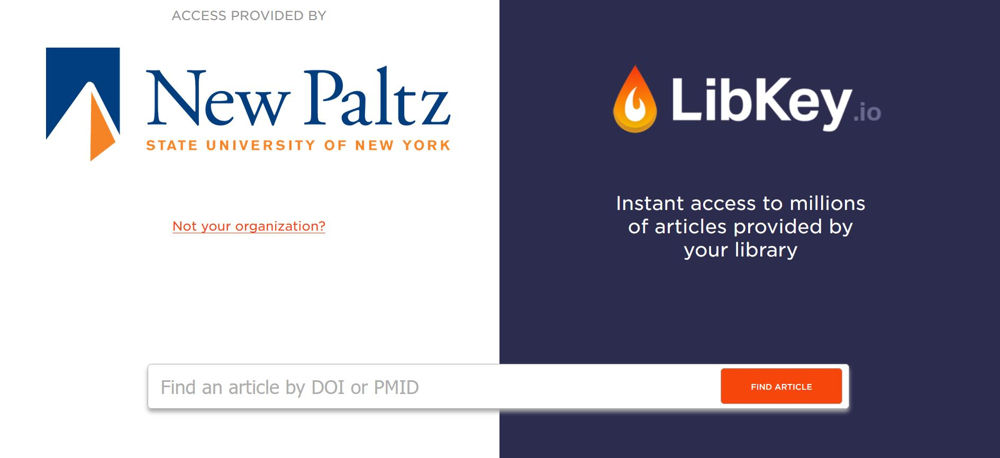 ACCESS PROVIDED BY
New Paltz
STATE UNIVERSITY OF NEW YORK
Not your organization?
LibKey.io
Instant access to millions
of articles provided by
your library
Find an article by DOI or PMID
FIND ARTICLE